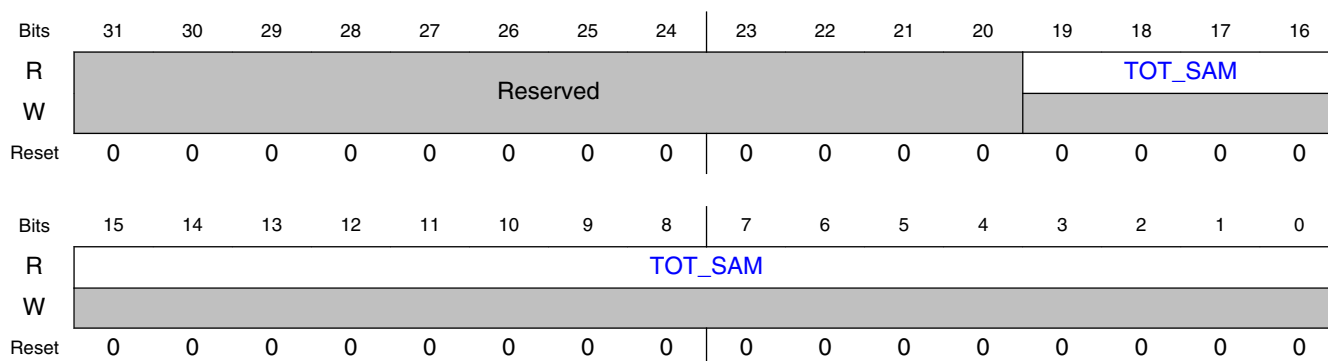 Bits 31 30 29 28 27 26 25 24 23 22 21 20 19 18 17 16
R Reserved TOT_SAM
W
Reset 0 0 0 0 0 0 0 0 0 0 0 0 0 0 0 0
Bits 15 14 13 12 11 10 9 8 7 6 5 4 3 2 1 0
R TOT_SAM
W
Reset 0 0 0 0 0 0 0 0 0 0 0 0 0 0 0 0